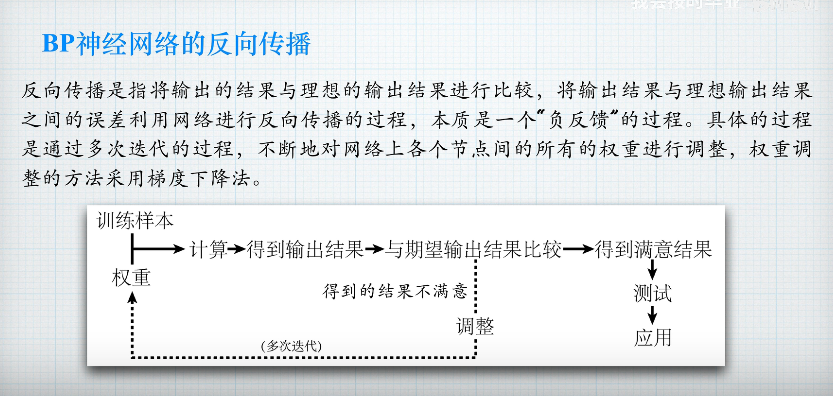 BP神经网络的反向传播
反向传播是指将输出的结果与理想的输出结果进行比较，将输出结果与理想输出结果
之间的误差利用网络进行反向传播的过程，本质是一个“负反馈”的过程。具体的过程
是通过多次迭代的过程，不断地对网络上各个节点间的所有的权重进行调整，权重调
整的方法采用梯度下降法。
训练样本
计算 得到输出结果 与期望输出结果比较 得到满意结果
权重
得到的结果不满意
测试
调整
应用
(多次迭代)